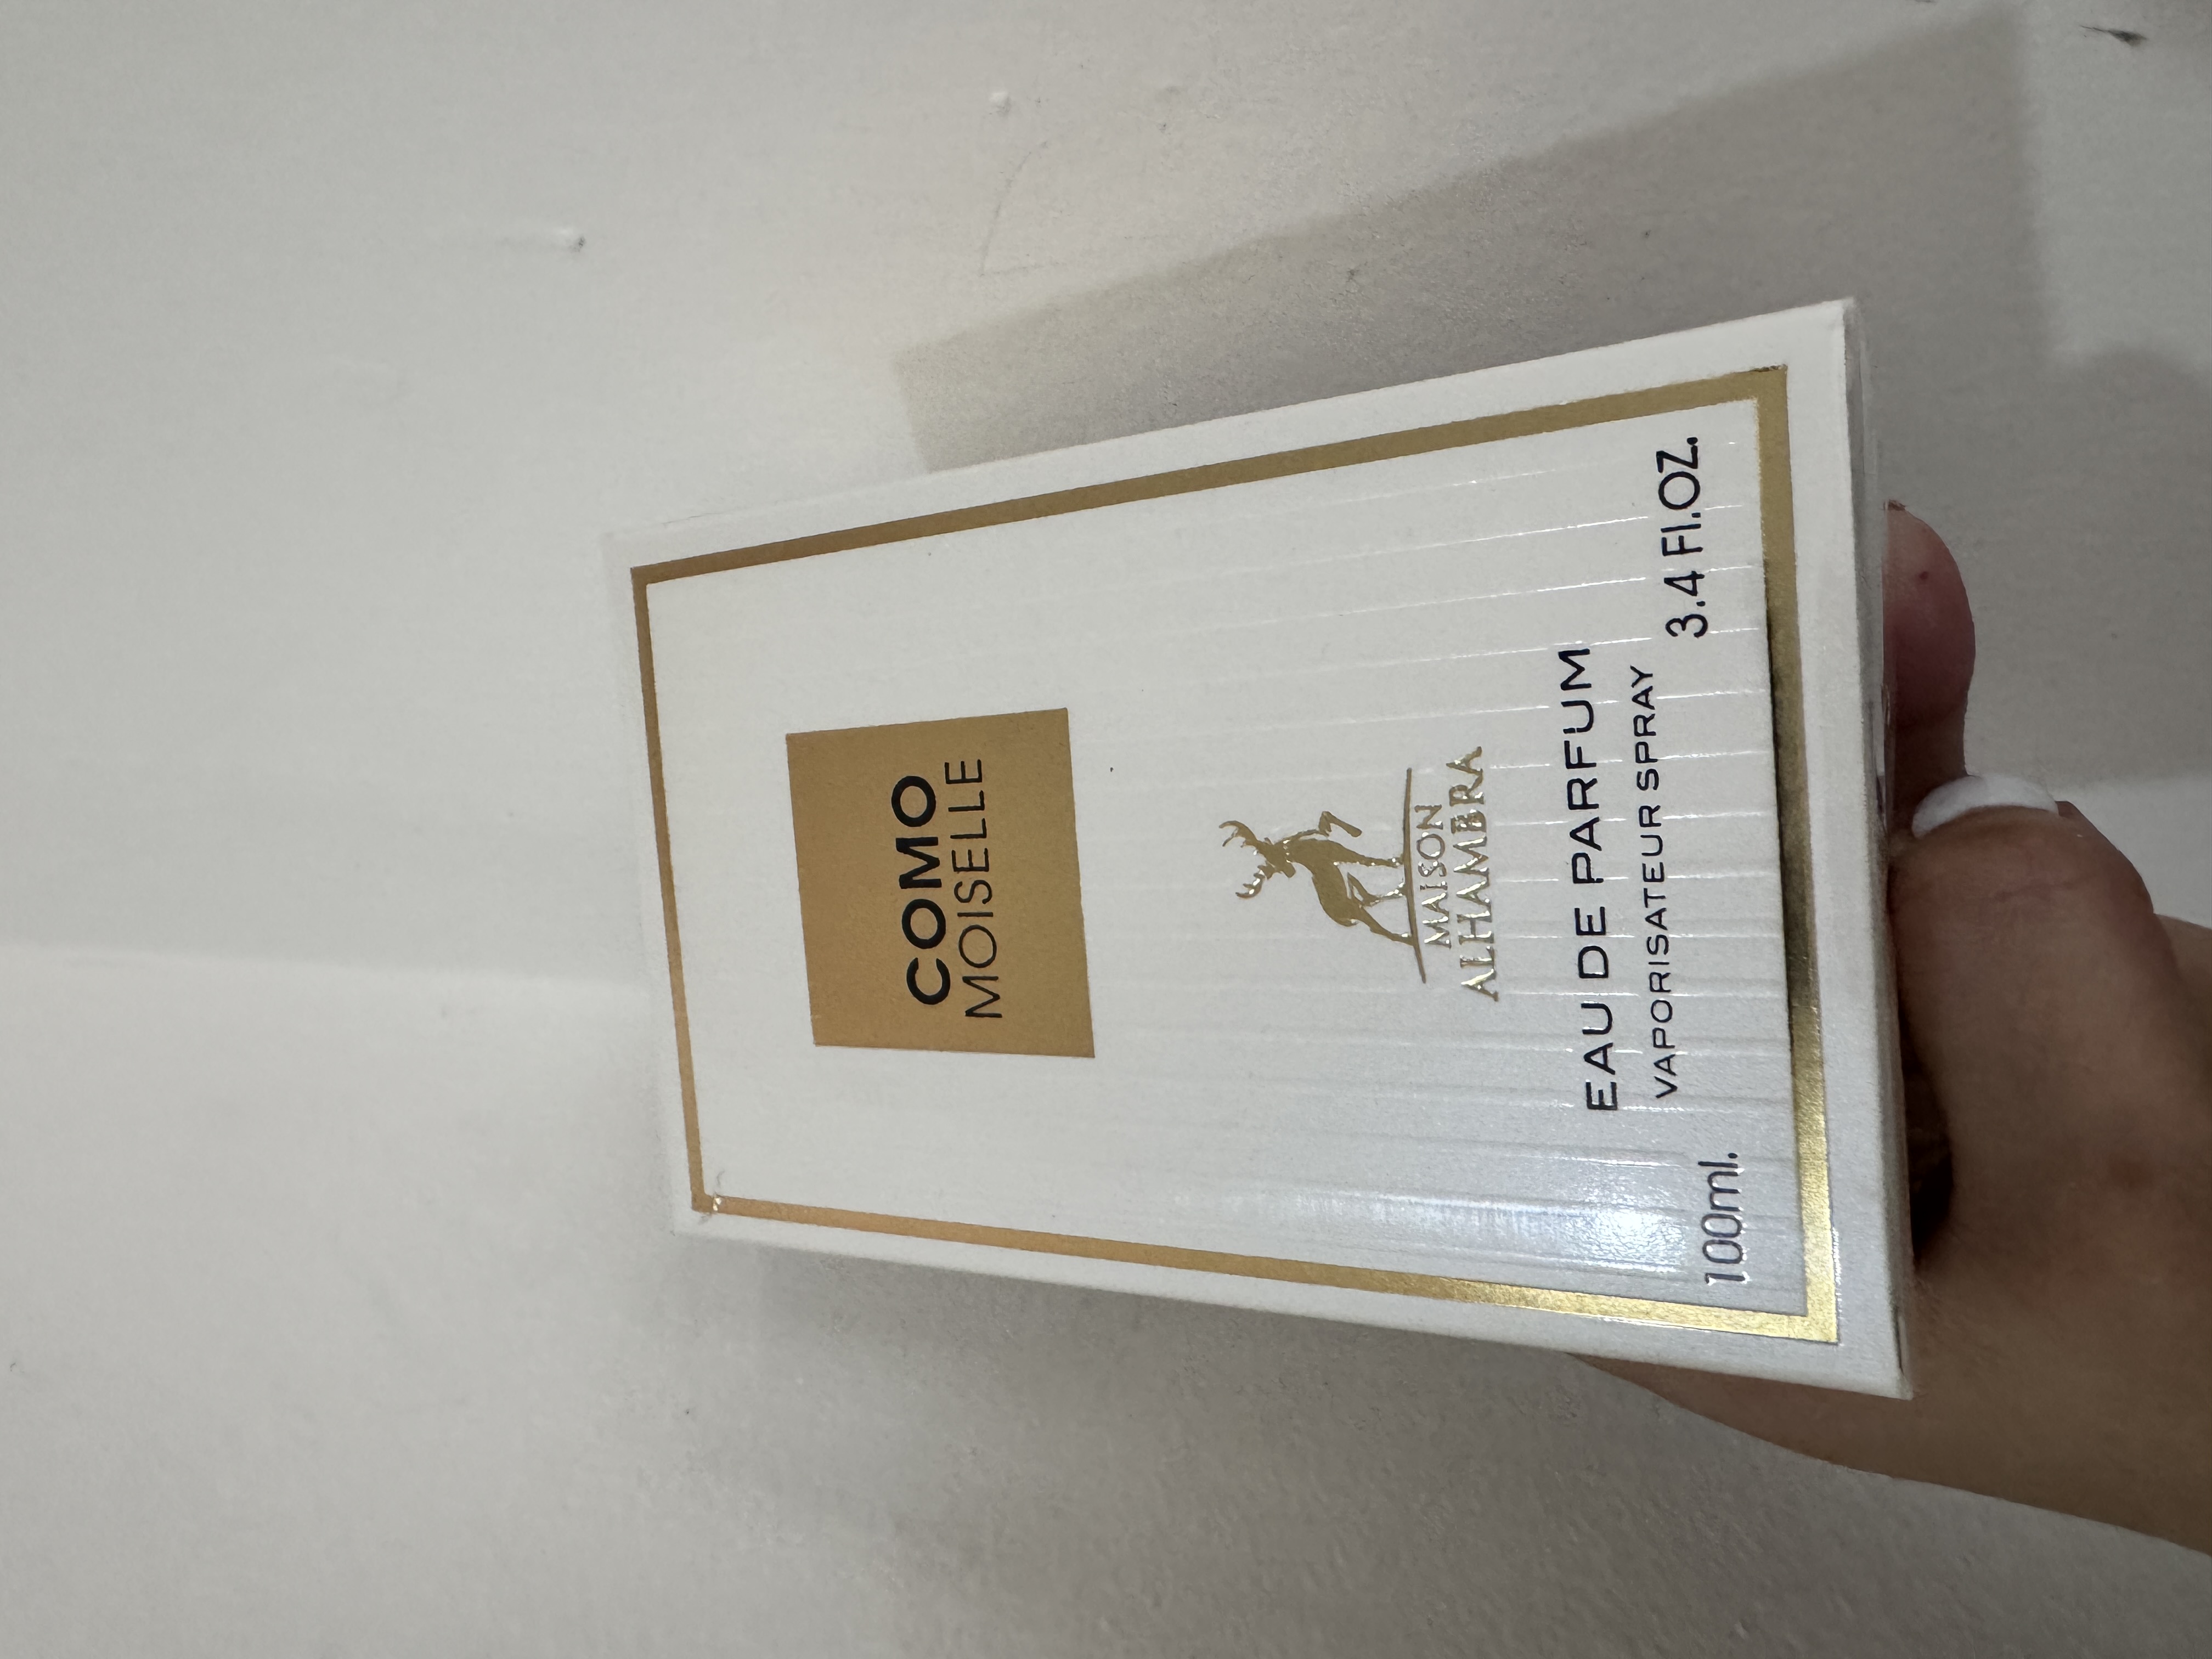 COMO
MOISELLE
MAISON
ALHAMBRA
EAU DE PARFUM
VAPORISATEUR SPRAY
100ml. 3.4 Fl.OZ.